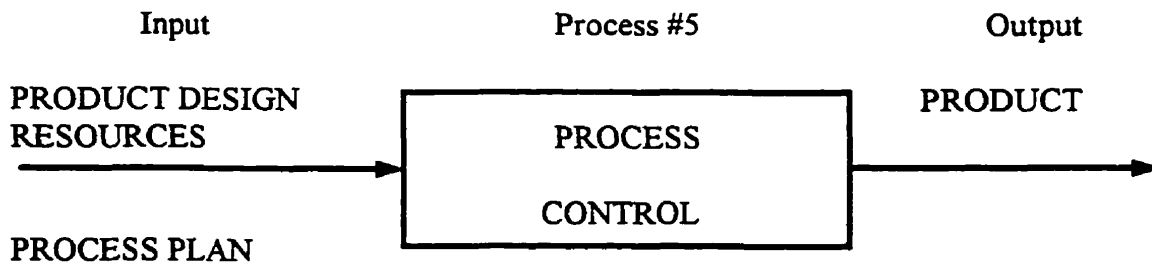 Input Process #5 Output
PRODUCT DESIGN
RESOURCES
PROCESS PLAN
PROCESS
CONTROL
PRODUCT